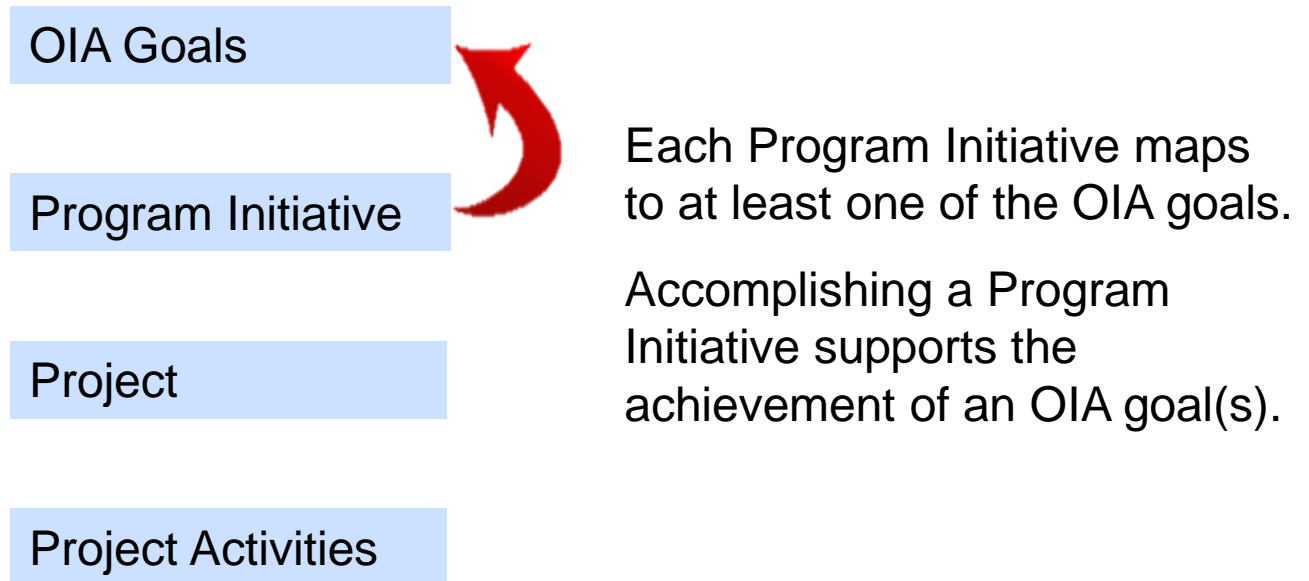 OIA Goals
Program Initiative
Project
Project Activities
Each Program Initiative maps
to at least one of the OIA goals.
Accomplishing a Program
Initiative supports the
achievement of an OIA goal(s).